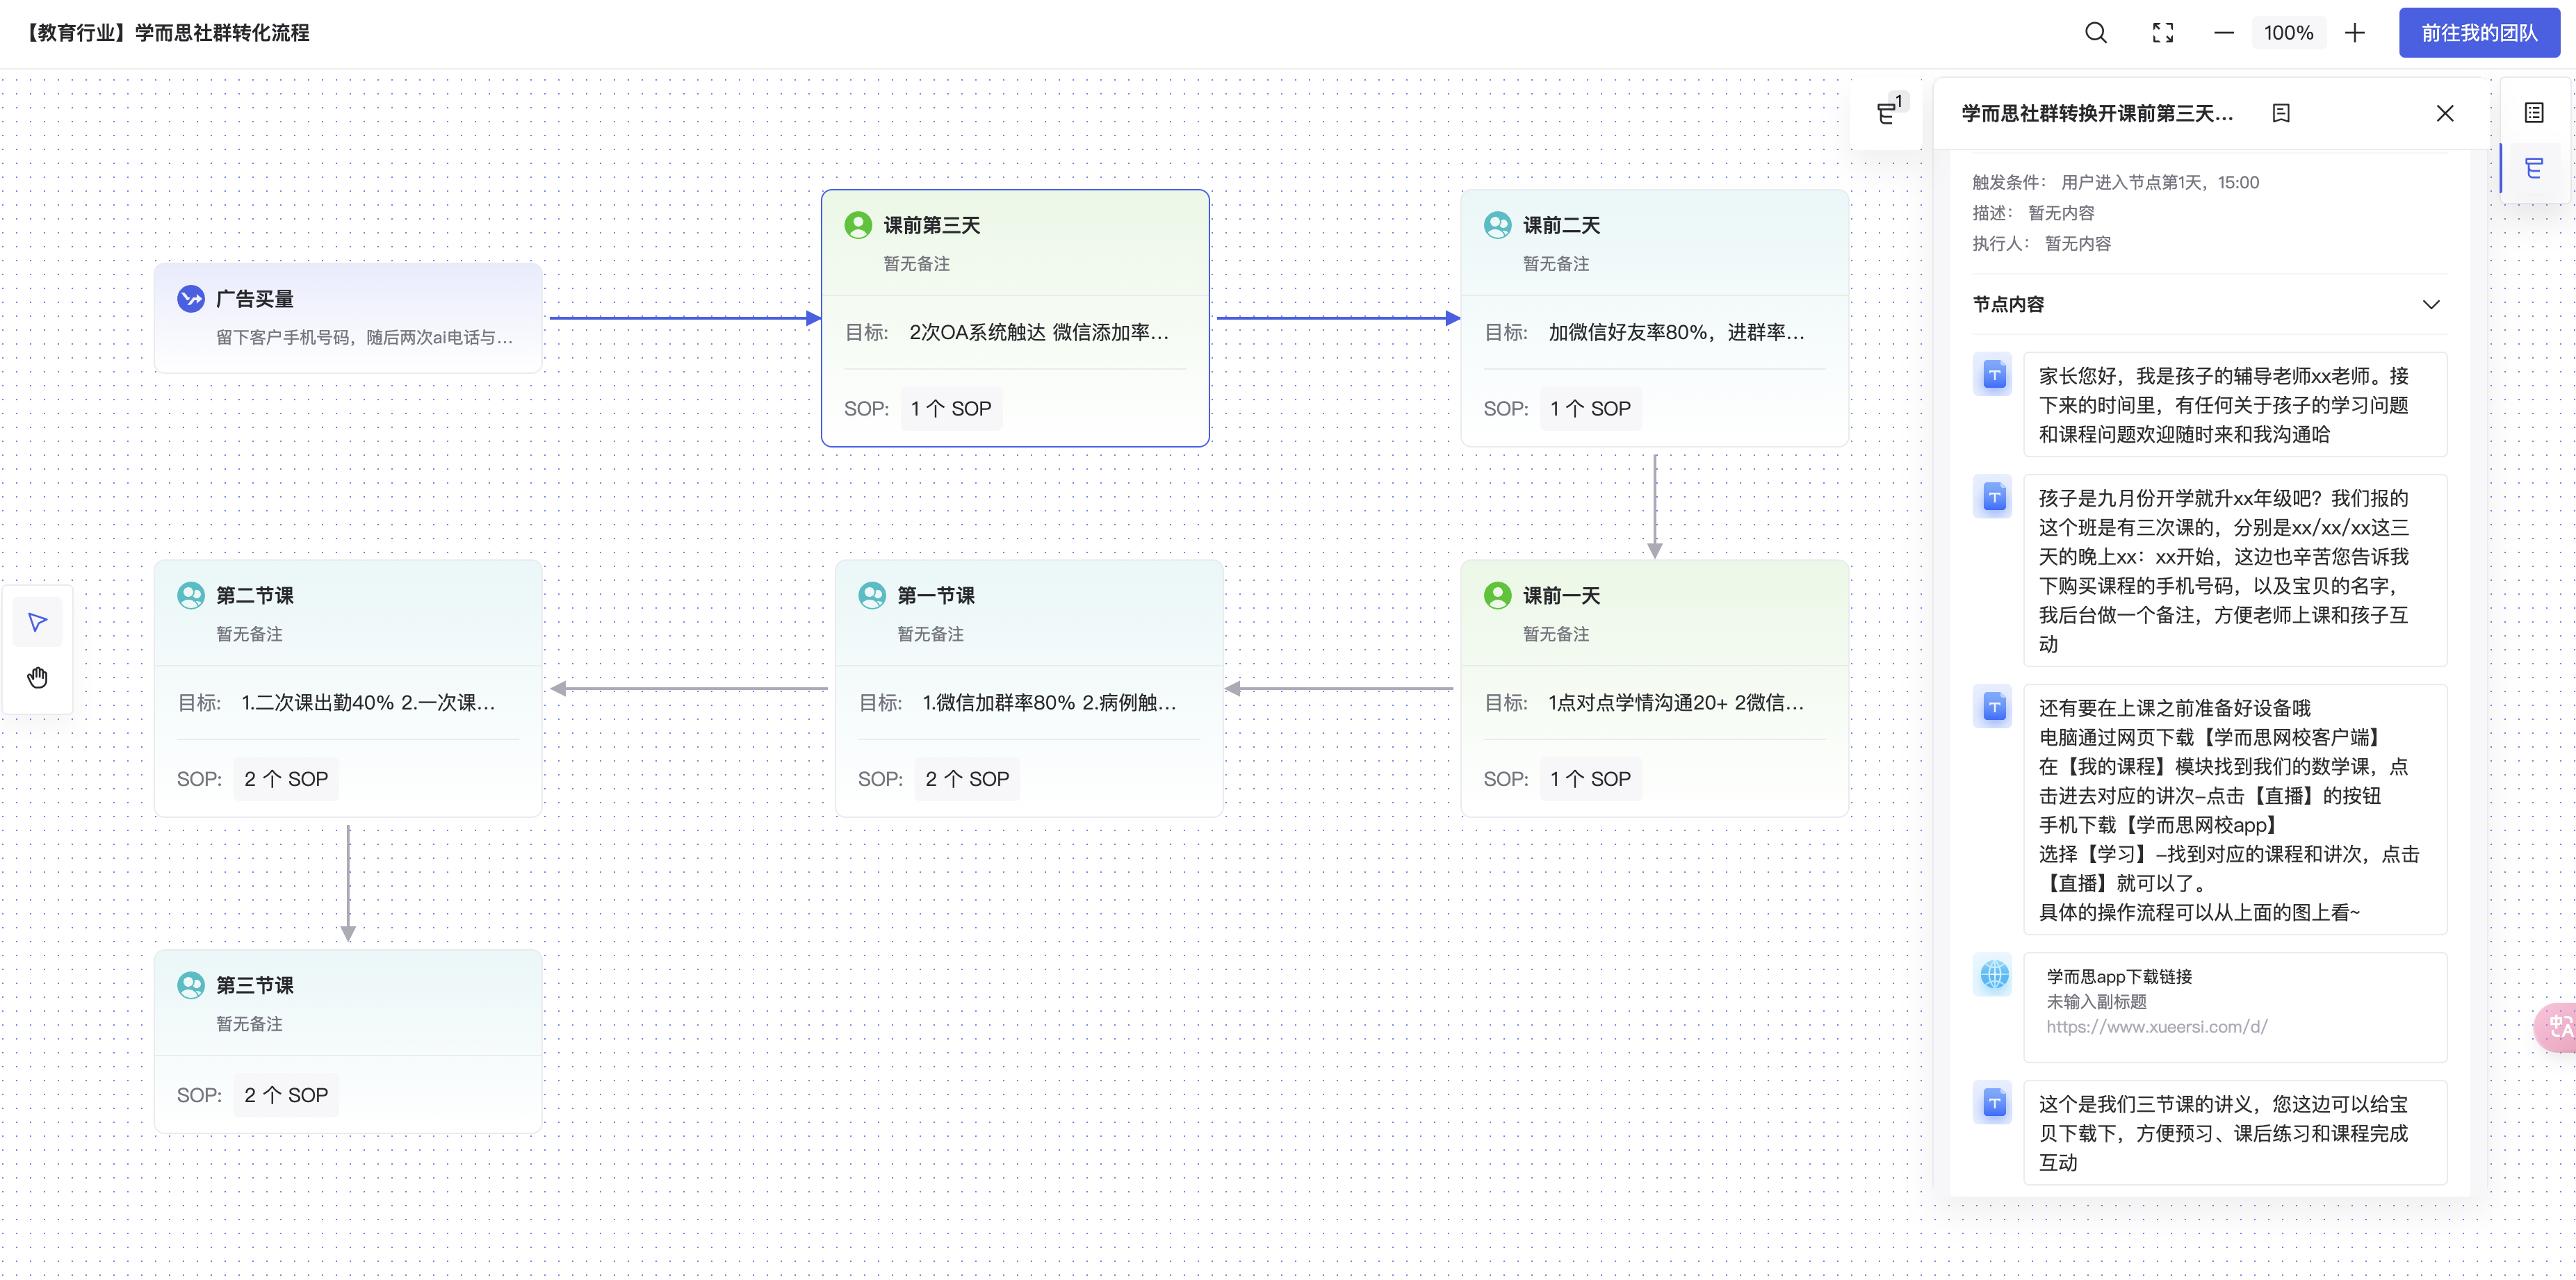 【教育行业】学而思社群转化流程
100%
前往我的团队
广告买量
留下客户手机号码，随后两次ai电话与...
课前第三天
暂无备注
目标: 2次OA系统触达 微信添加率...
SOP: 1 个 SOP
课前二天
暂无备注
目标: 加微信好友率80%，进群率...
SOP: 1 个 SOP
第二节课
暂无备注
目标: 1.二次课出勤40% 2.一次课...
SOP: 2 个 SOP
第一节课
暂无备注
目标: 1.微信加群率80% 2.病例触...
SOP: 2 个 SOP
课前一天
暂无备注
目标: 1点对点学情沟通20+ 2微信...
SOP: 1 个 SOP
第三节课
暂无备注
SOP: 2 个 SOP
1
学而思社群转换开课前第三天...
触发条件： 用户进入节点第1天，15:00
描述： 暂无内容
执行人： 暂无内容
节点内容
家长您好，我是孩子的辅导老师xx老师。接
下来的时间里，有任何关于孩子的学习问题
和课程问题欢迎随时来和我沟通哈
孩子是九月份开学就升xx年级吧？我们报的
这个班是有三次课的，分别是xx/xx/xx这三
天的晚上xx：xx开始，这边也辛苦您告诉我
下购买课程的手机号码，以及宝贝的名字，
我后台做一个备注，方便老师上课和孩子互
动
还有要在上课之前准备好设备哦
电脑通过网页下载【学而思网校客户端】
在【我的课程】模块找到我们的数学课，点
击进去对应的讲次–点击【直播】的按钮
手机下载【学而思网校app】
选择【学习】–找到对应的课程和讲次，点击
【直播】就可以了。
具体的操作流程可以从上面的图上看~
学而思app下载链接
未输入副标题
https://www.xueersi.com/d/
这个是我们三节课的讲义，您这边可以给宝
贝下载下，方便预习、课后练习和课程完成
互动